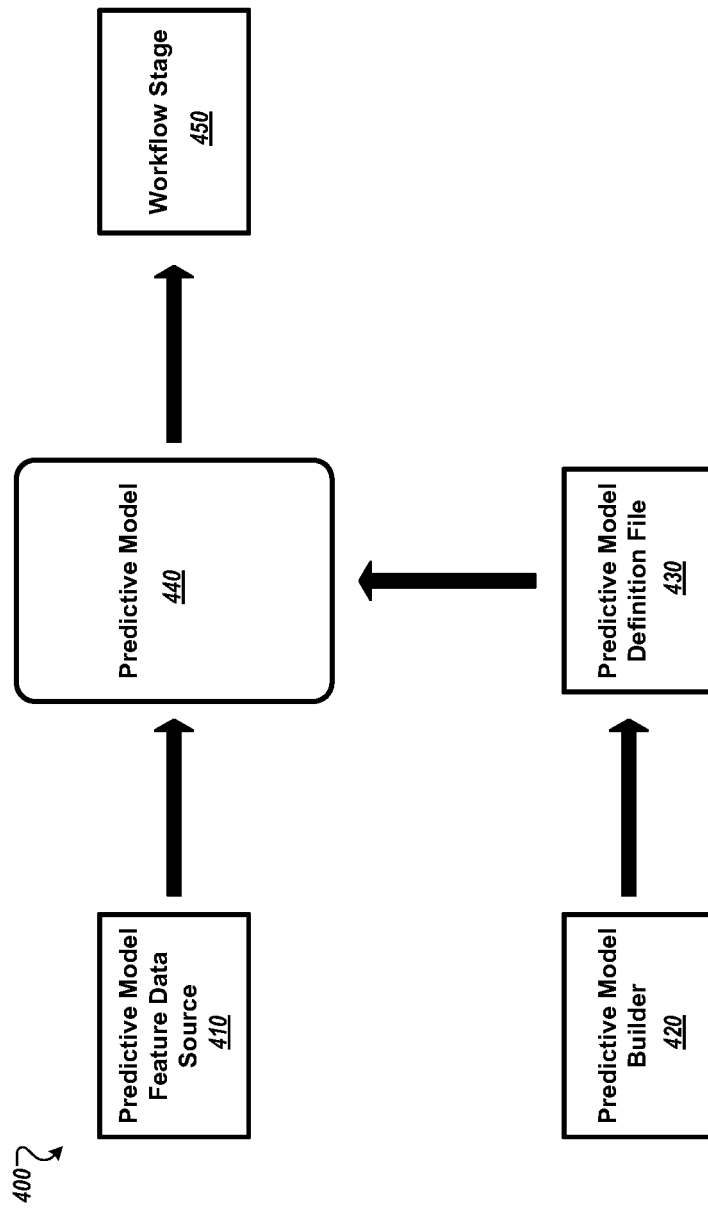 400
Predictive Model
Feature Data
Source
410
Predictive Model
440
Workflow Stage
450
Predictive Model
Builder
420
Predictive Model
Definition File
430